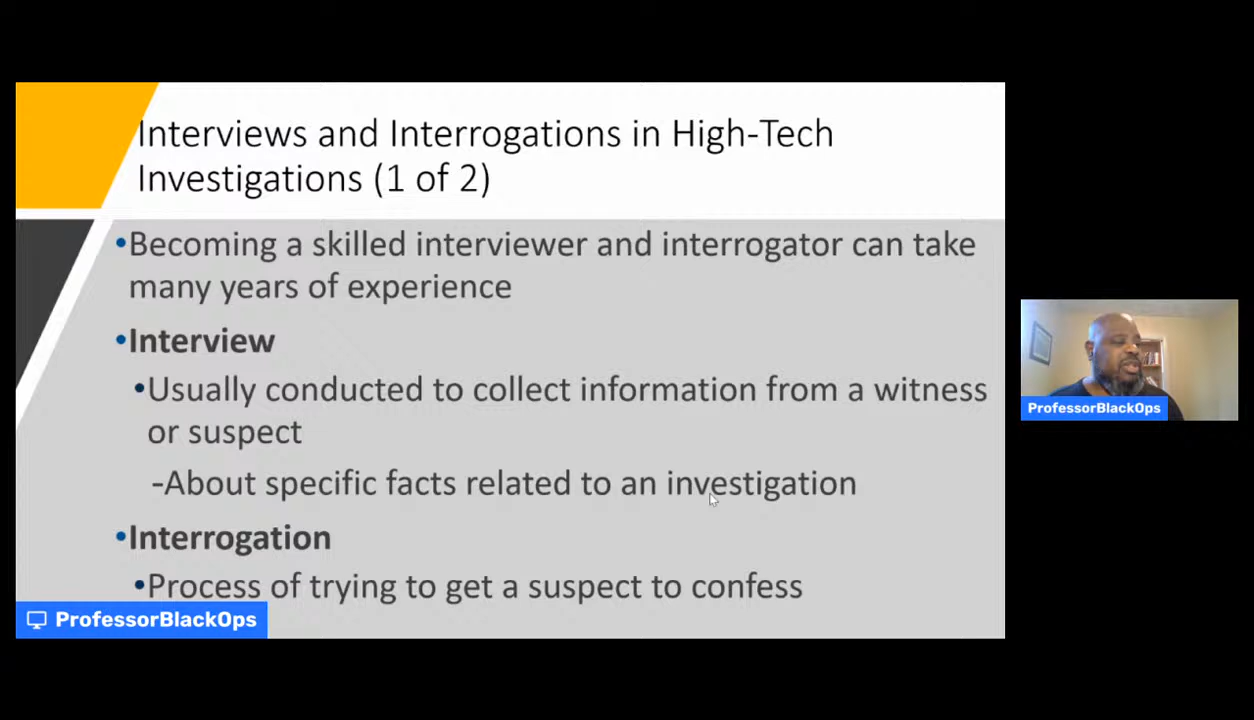 Interviews and Interrogations in High-Tech
Investigations (1 of 2)
•Becoming a skilled interviewer and interrogator can take
many years of experience
•Interview
•Usually conducted to collect information from a witness
or suspect
-About specific facts related to an investigation
•Interrogation
•Process of trying to get a suspect to confess
ProfessorBlackOps
ProfessorBlackOps